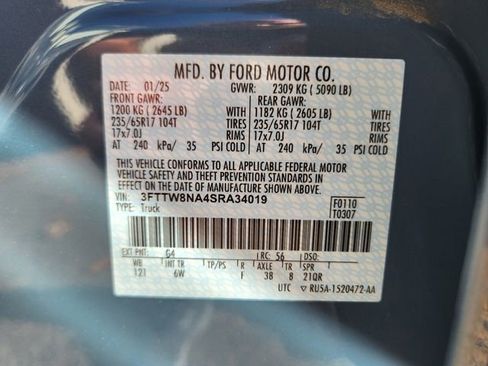 MFD. BY FORD MOTOR CO.
DATE: 01/25 GVWR: 2309 KG ( 5090 LB)
FRONT GAWR: REAR GAWR:
1200 KG ( 2645 LB) WITH 1182 KG ( 2605 LB) WITH
235/65R17 104T TIRES 235/65R17 104T TIRES
17x7.0J RIMS 17x7.0J RIMS
AT 240 kPa/ 35 PSI COLD AT 240 kPa/ 35 PSI COLD
THIS VEHICLE CONFORMS TO ALL APPLICABLE FEDERAL MOTOR
VEHICLE SAFETY AND THEFT PREVENTION STANDARDS IN EFFECT
ON THE DATE OF MANUFACTURE SHOWN ABOVE.
VIN: 3FTTW8NA4SRA34019 F0110
TYPE: Truck T0307
EXT PNT: G4 RC: 56 DSO:
WB INT TR TP/PS R AXLE TR SPR
121 6W F 3B 8 21QR
UTC RU5A-1520472-AA